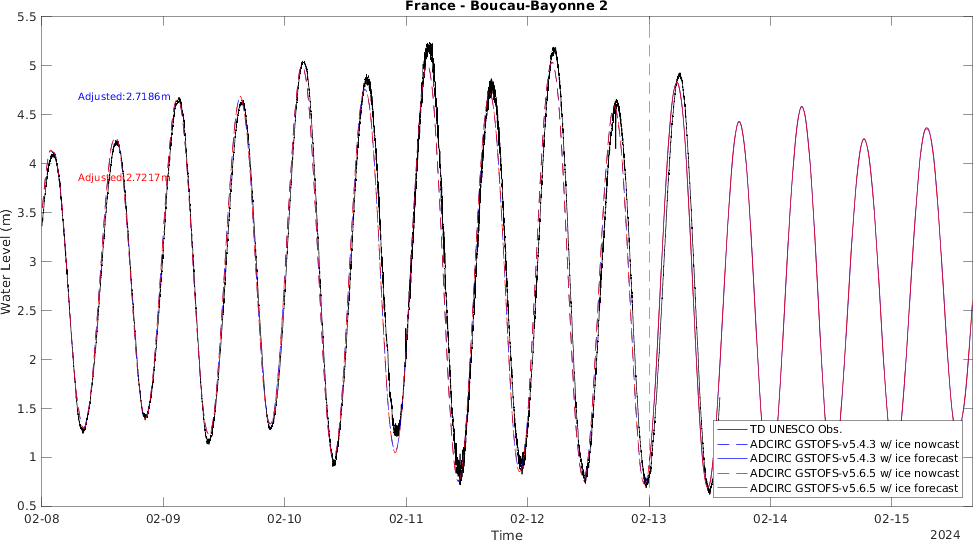 France - Boucau-Bayonne 2
5.5
5
4.5
4
3.5
3
2.5
2
1.5
1
0.5
Water Level (m)
Adjusted:2.7186m
Adjusted:2.7217m
TD UNESCO Obs.
ADCIRC GSTOFS-v5.4.3 w/ ice nowcast
ADCIRC GSTOFS-v5.4.3 w/ ice forecast
ADCIRC GSTOFS-v5.6.5 w/ ice nowcast
ADCIRC GSTOFS-v5.6.5 w/ ice forecast
02-08 02-09 02-10 02-11 02-12 02-13 02-14 02-15
Time
2024